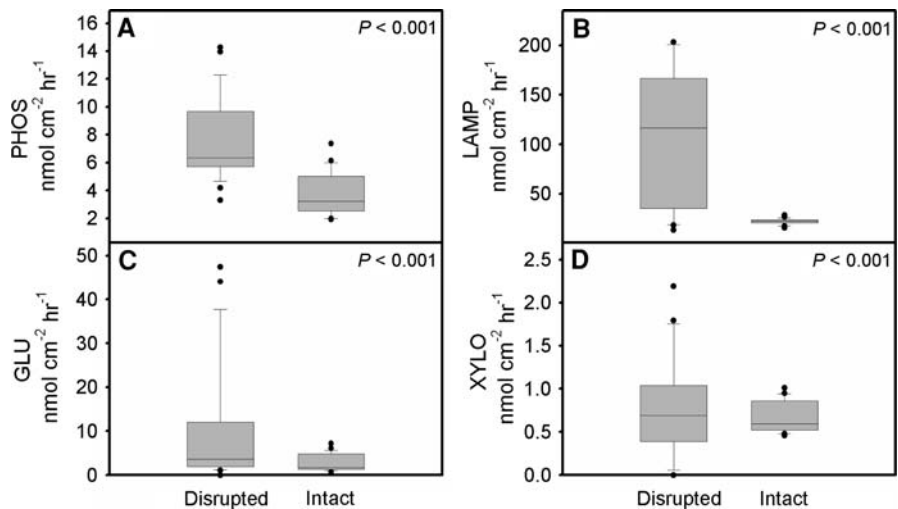 A
P < 0.001
PHOS
nmol cm⁻² hr⁻¹
16
14
12
10
8
6
4
2
B
P < 0.001
LAMP
nmol cm⁻² hr⁻¹
200
150
100
50
C
P < 0.001
GLU
nmol cm⁻² hr⁻¹
50
40
30
20
10
0
Disrupted Intact
D
P < 0.001
XYLO
nmol cm⁻² hr⁻¹
2.5
2.0
1.5
1.0
0.5
0.0
Disrupted Intact